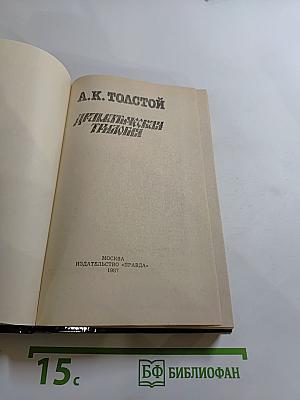 А.К.ТОЛСТОЙ
ДРАМАТИЧЕСКАЯ
ТРИЛОГИЯ
МОСКВА
ИЗДАТЕЛЬСТВО «ПРАВДА»
1987
15с
БФ БИБЛИОФАН